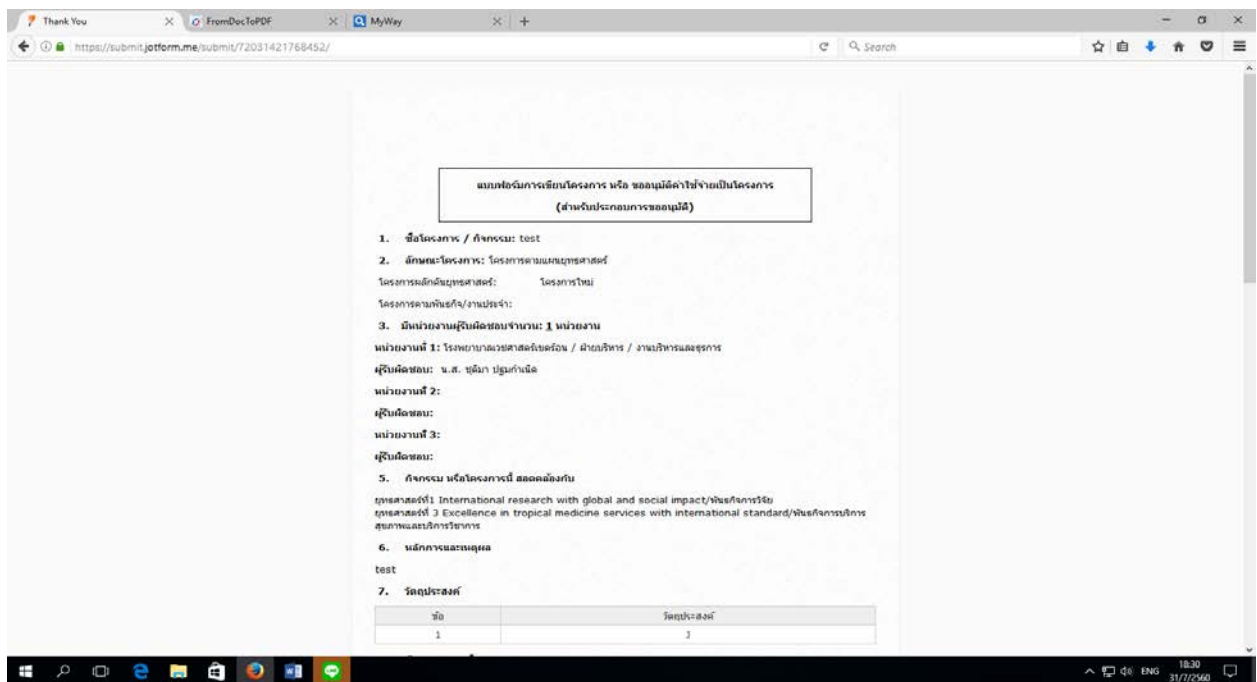 Thank You
FromDocToPDF
MyWay
https://submit.jotform.me/submit/72031421768452/
Search
แบบฟอร์มการเขียนโครงการ หรือ ขออนุมัติค่าใช้จ่ายเป็นโครงการ
(สำหรับประกอบการขออนุมัติ)
1. ชื่อโครงการ / กิจกรรม: test
2. ลักษณะโครงการ: โครงการตามแผนยุทธศาสตร์
โครงการผลักดันยุทธศาสตร์: โครงการใหม่
โครงการตามพันธกิจ/งานประจำ:
3. มีหน่วยงานผู้รับผิดชอบจำนวน: 1 หน่วยงาน
หน่วยงานที่ 1: โรงพยาบาลเวชศาสตร์เขตร้อน / ฝ่ายบริหาร / งานบริหารและธุรการ
ผู้รับผิดชอบ: น.ส. ชุติมา ปฐมกำเนิด
หน่วยงานที่ 2:
ผู้รับผิดชอบ:
หน่วยงานที่ 3:
ผู้รับผิดชอบ:
5. กิจกรรม หรือโครงการนี้ สอดคล้องกับ
ยุทธศาสตร์ที่1 International research with global and social impact/พันธกิจการวิจัย
ยุทธศาสตร์ที่ 3 Excellence in tropical medicine services with international standard/พันธกิจการบริการ
สุขภาพและบริการวิชาการ
6. หลักการและเหตุผล
test
7. วัตถุประสงค์
ข้อ วัตถุประสงค์
1
ENG
18:30
31/7/2560